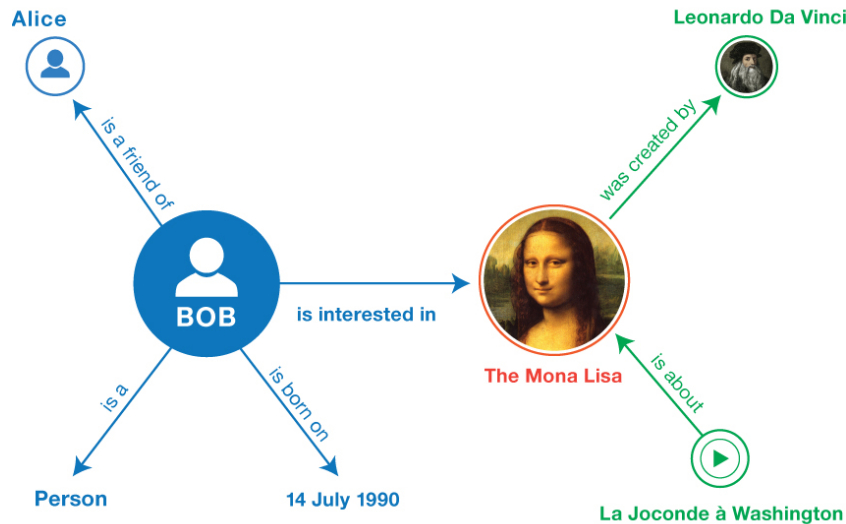 Alice
Leonardo Da Vinci
is a friend of
was created by
BOB
is interested in
The Mona Lisa
is a
is born on
is about
Person
14 July 1990
La Joconde à Washington